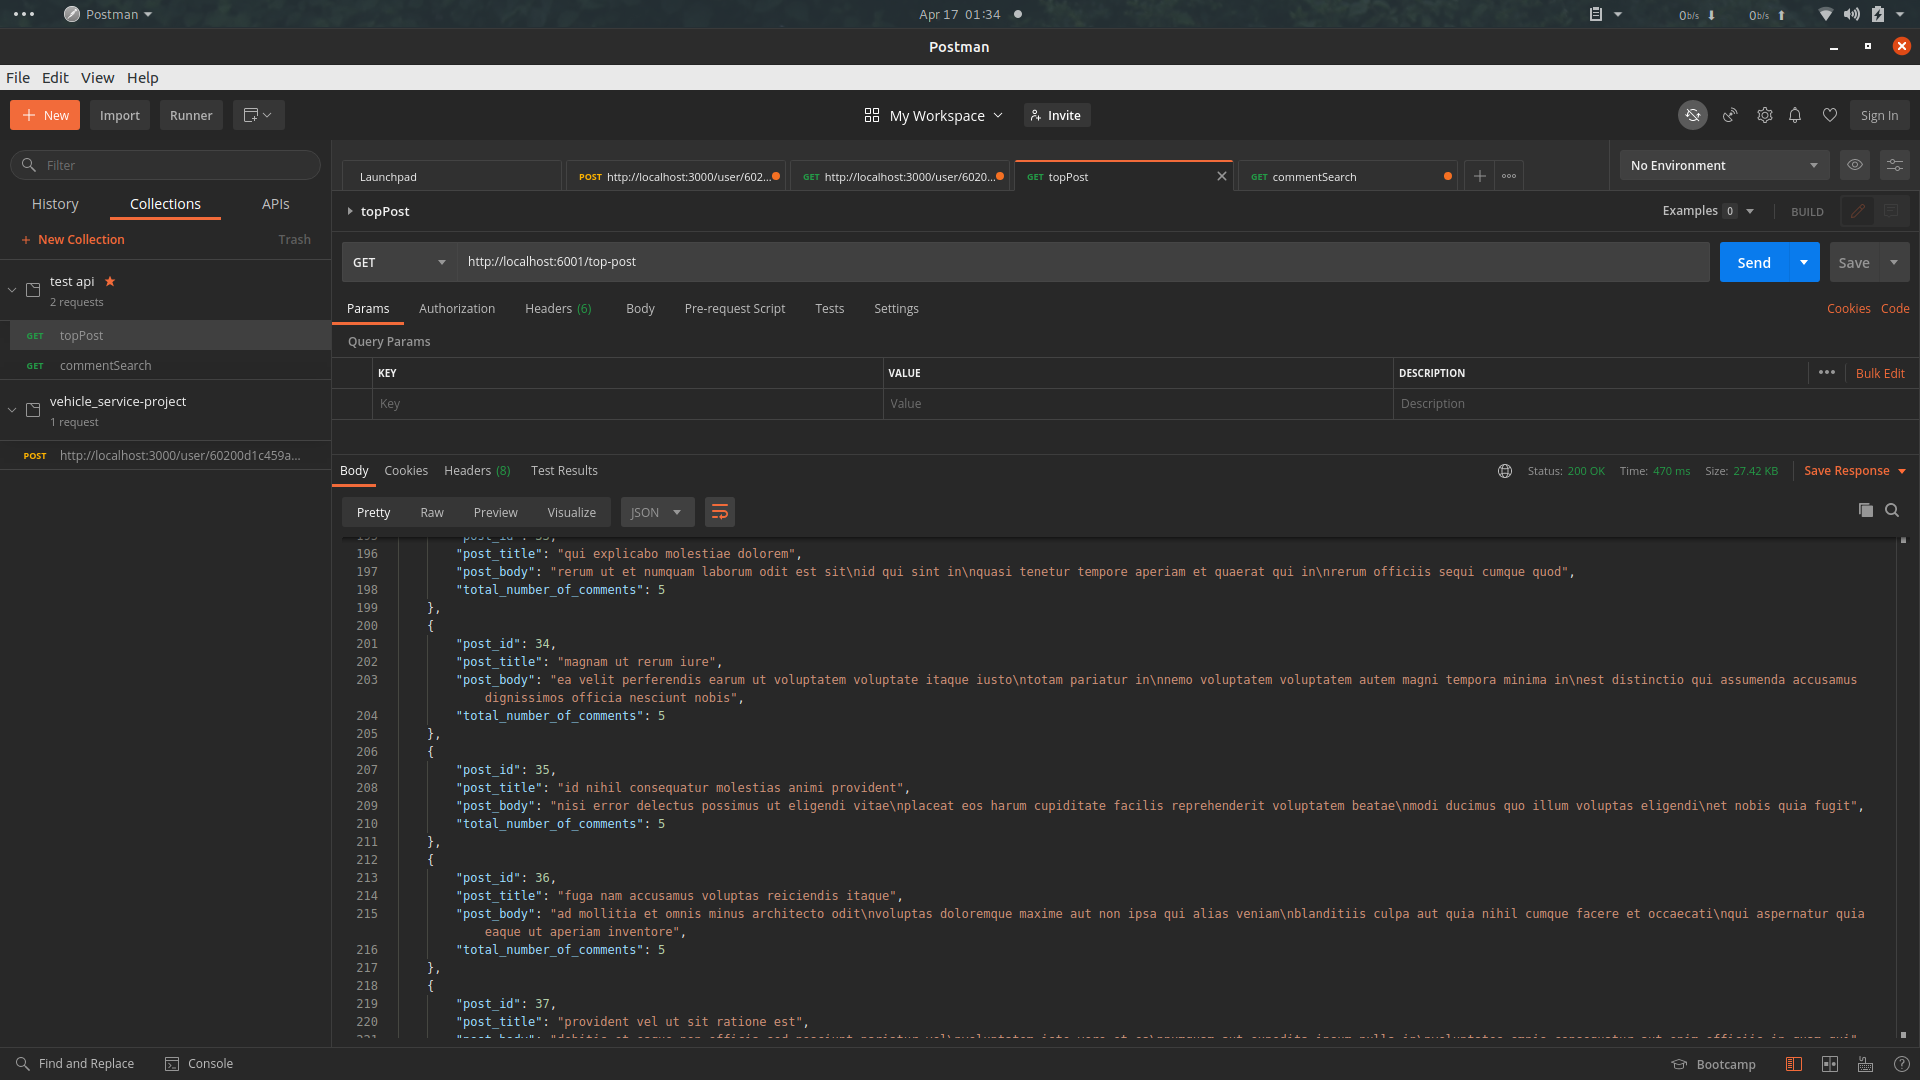 Postman
Apr 17 01:34
0b/s
0b/s
Postman
File Edit View Help
New
Import
Runner
My Workspace
Invite
Sign In
Filter
History
Collections
APIs
New Collection
Trash
test api
2 requests
GET topPost
GET commentSearch
vehicle_service-project
1 request
POST http://localhost:3000/user/60200d1c459a...
Launchpad
POST http://localhost:3000/user/602...
GET http://localhost:3000/user/6020...
GET topPost
GET commentSearch
No Environment
topPost
Examples 0
BUILD
GET
http://localhost:6001/top-post
Send
Save
Params
Authorization
Headers (6)
Body
Pre-request Script
Tests
Settings
Cookies
Code
Query Params
KEY
VALUE
DESCRIPTION
Bulk Edit
Key
Value
Description
Body
Cookies
Headers (8)
Test Results
Status: 200 OK
Time: 470 ms
Size: 27.42 KB
Save Response
Pretty
Raw
Preview
Visualize
JSON
196 "post_title": "qui explicabo molestiae dolorem",
197 "post_body": "rerum ut et numquam laborum odit est sit\nid qui sint in\nquasi tenetur tempore aperiam et quaerat qui in\nrerum officiis sequi cumque quod",
198 "total_number_of_comments": 5
199 },
200 {
201 "post_id": 34,
202 "post_title": "magnam ut rerum iure",
203 "post_body": "ea velit perferendis earum ut voluptatem voluptate itaque iusto\ntotam pariatur in\nnemo voluptatem voluptatem autem magni tempora minima in\nest distinctio qui assumenda accusamus
dignissimos officia nesciunt nobis",
204 "total_number_of_comments": 5
205 },
206 {
207 "post_id": 35,
208 "post_title": "id nihil consequatur molestias animi provident",
209 "post_body": "nisi error delectus possimus ut eligendi vitae\nplaceat eos harum cupiditate facilis reprehenderit voluptatem beatae\nmodi ducimus quo illum voluptas eligendi\net nobis quia fugit",
210 "total_number_of_comments": 5
211 },
212 {
213 "post_id": 36,
214 "post_title": "fuga nam accusamus voluptas reiciendis itaque",
215 "post_body": "ad mollitia et omnis minus architecto odit\nvoluptas doloremque maxime aut non ipsa qui alias veniam\nblanditiis culpa aut quia nihil cumque facere et occaecati\nqui aspernatur quia
eaque ut aperiam inventore",
216 "total_number_of_comments": 5
217 },
218 {
219 "post_id": 37,
220 "post_title": "provident vel ut sit ratione est",
Find and Replace
Console
Bootcamp